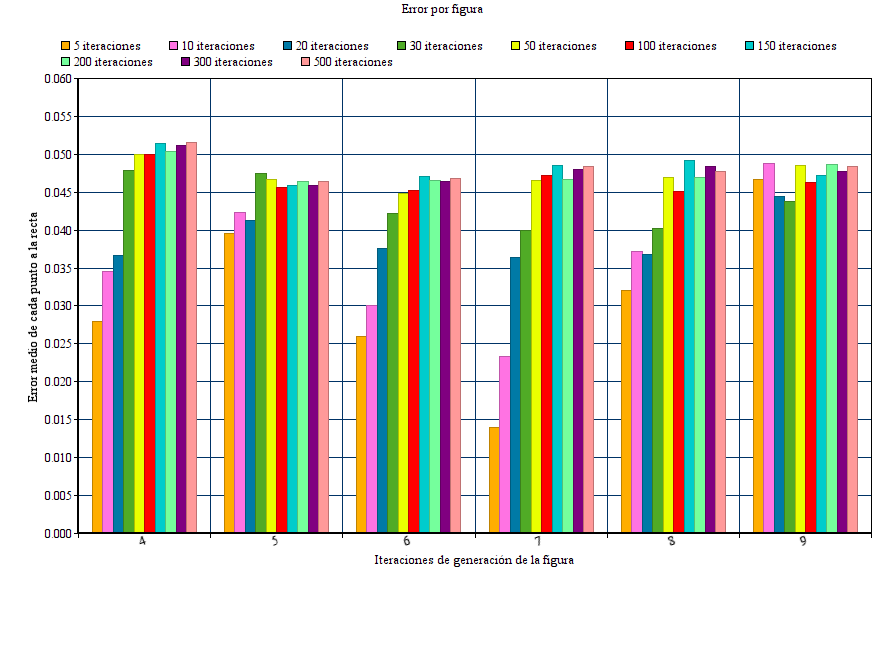 Error por figura
5 iteraciones 10 iteraciones 20 iteraciones 30 iteraciones 50 iteraciones 100 iteraciones 150 iteraciones
200 iteraciones 300 iteraciones 500 iteraciones
0.060
0.055
0.050
0.045
0.040
0.035
0.030
0.025
0.020
0.015
0.010
0.005
0.000
Error medio de cada punto a la recta
4 5 6 7 8 9
Iteraciones de generación de la figura